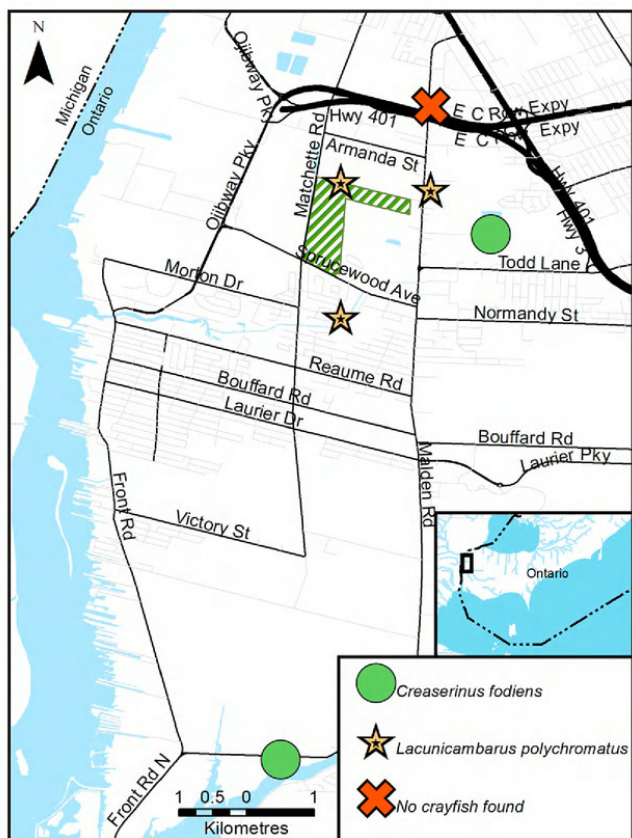 N
Michigan
Ontario
Ojibway Pky
Hwy 401
E C Row Expy
E C Row Expy
Matchette Rd
Armanda St
Ojibway Pky
Hwy 401
Hwy 3
Morton Dr
Sprucewood Ave
Todd Lane
Normandy St
Reaume Rd
Bouffard Rd
Laurier Dr
Bouffard Rd
Laurier Pky
Malden Rd
Front Rd
Victory St
Ontario
Creaserinus fodiens
Lacunicambarus polychromatus
No crayfish found
Front Rd N
1 0.5 0 1
Kilometres